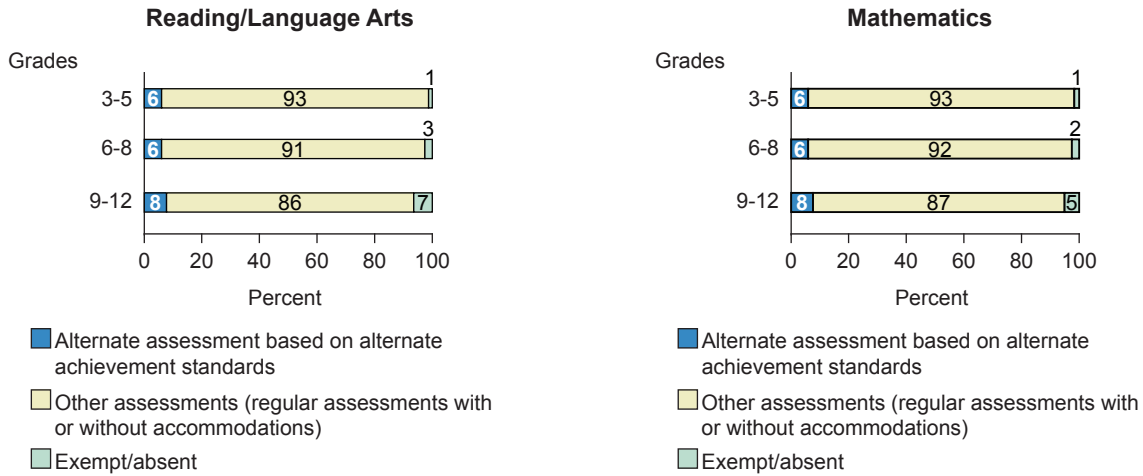 Reading/Language Arts
Grades
1
3-5
6
93
3
6-8
6
91
9-12
8
86
7
0 20 40 60 80 100
Percent
Alternate assessment based on alternate
achievement standards
Other assessments (regular assessments with
or without accommodations)
Exempt/absent
Mathematics
Grades
1
3-5
6
93
2
6-8
6
92
9-12
8
87
5
0 20 40 60 80 100
Percent
Alternate assessment based on alternate
achievement standards
Other assessments (regular assessments with
or without accommodations)
Exempt/absent